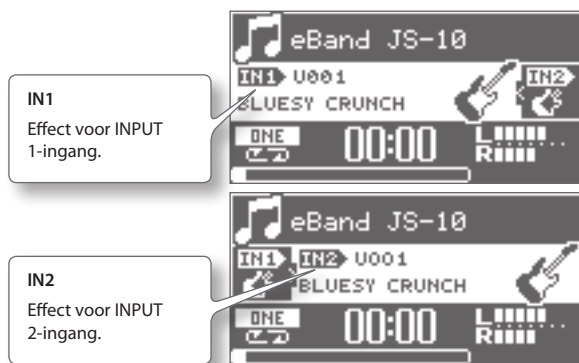 eBand JS-10
IN1 U001
IN2
BLUESY CRUNCH
ONE
00:00
L
R
IN1
Effect voor INPUT
1-ingang.
eBand JS-10
IN1 IN2 U001
BLUESY CRUNCH
ONE
00:00
L
R
IN2
Effect voor INPUT
2-ingang.